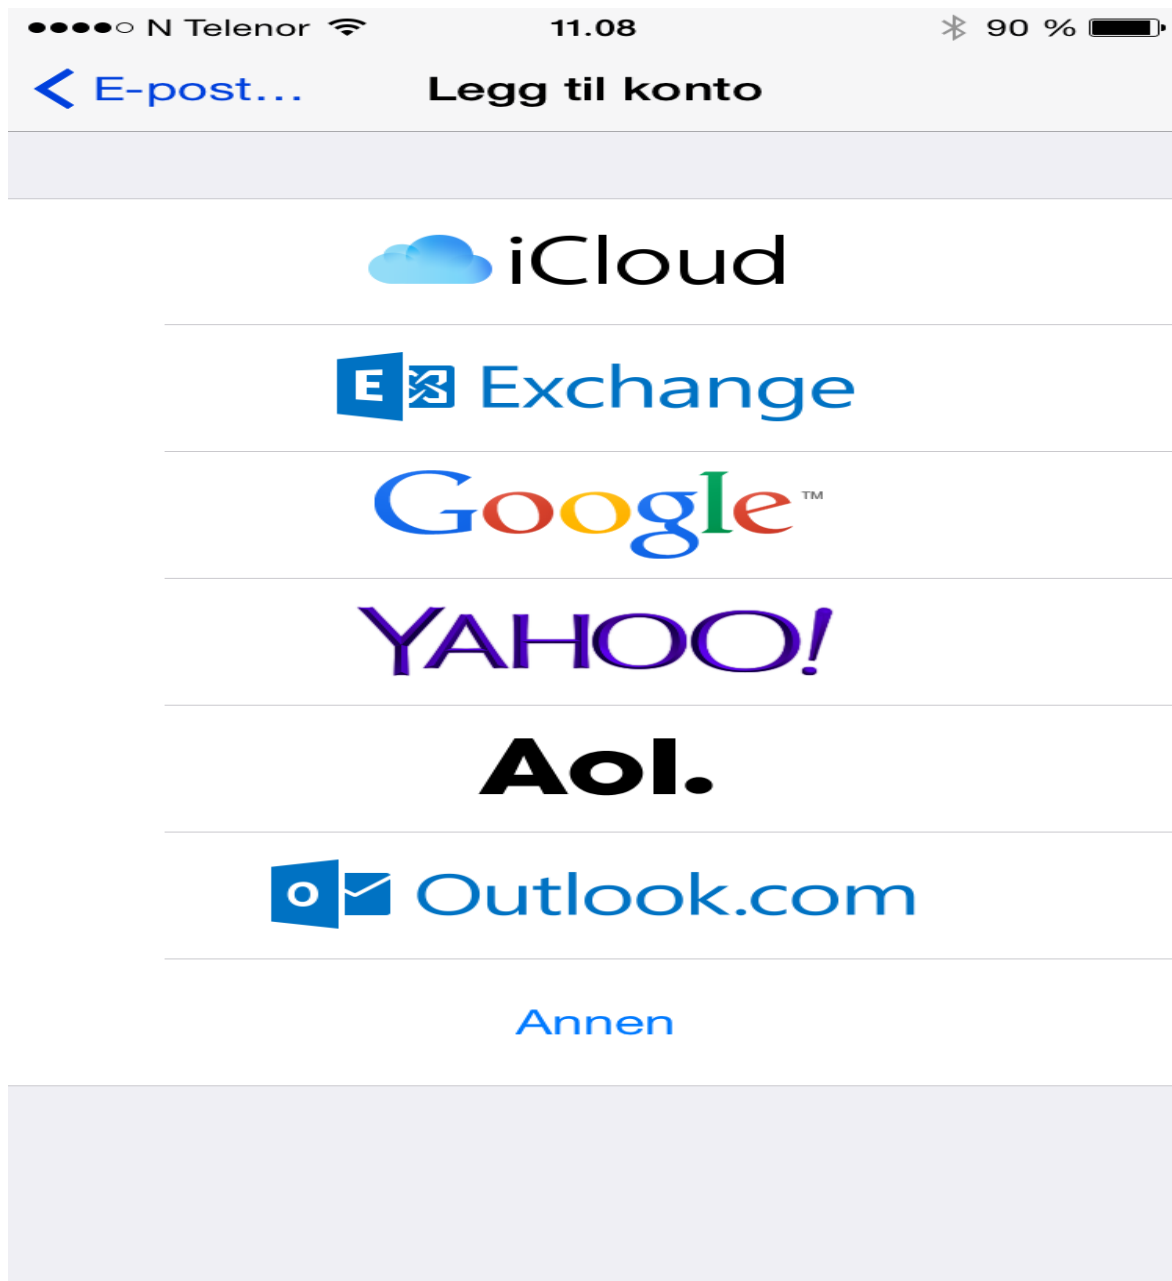 N Telenor 11.08 90 %
E-post... Legg til konto
iCloud
E Exchange
Google™
YAHOO!
Aol.
o Outlook.com
Annen